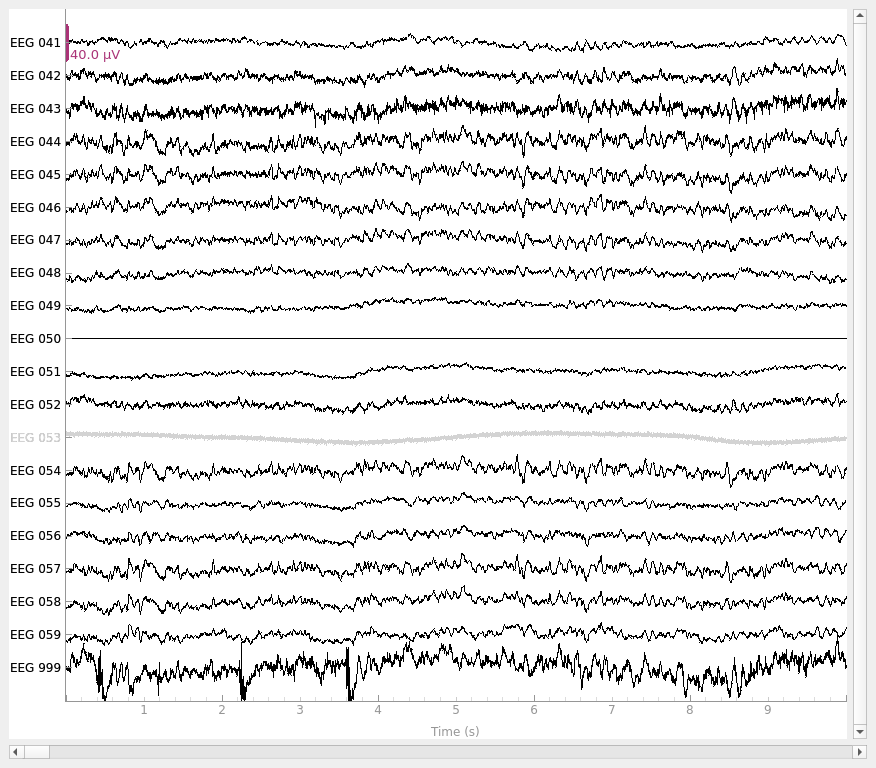 EEG 041
40.0 µV
EEG 042
EEG 043
EEG 044
EEG 045
EEG 046
EEG 047
EEG 048
EEG 049
EEG 050
EEG 051
EEG 052
EEG 053
EEG 054
EEG 055
EEG 056
EEG 057
EEG 058
EEG 059
EEG 999
1 2 3 4 5 6 7 8 9
Time (s)